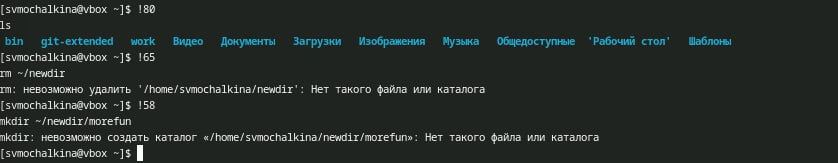 [svmochalkina@vbox ~]$ !80
ls
bin git-extended work Видео Документы Загрузки Изображения Музыка Общедоступные 'Рабочий стол' Шаблоны
[svmochalkina@vbox ~]$ !65
rm ~/newdir
rm: невозможно удалить '/home/svmochalkina/newdir': Нет такого файла или каталога
[svmochalkina@vbox ~]$ !58
mkdir ~/newdir/morefun
mkdir: невозможно создать каталог «/home/svmochalkina/newdir/morefun»: Нет такого файла или каталога
[svmochalkina@vbox ~]$